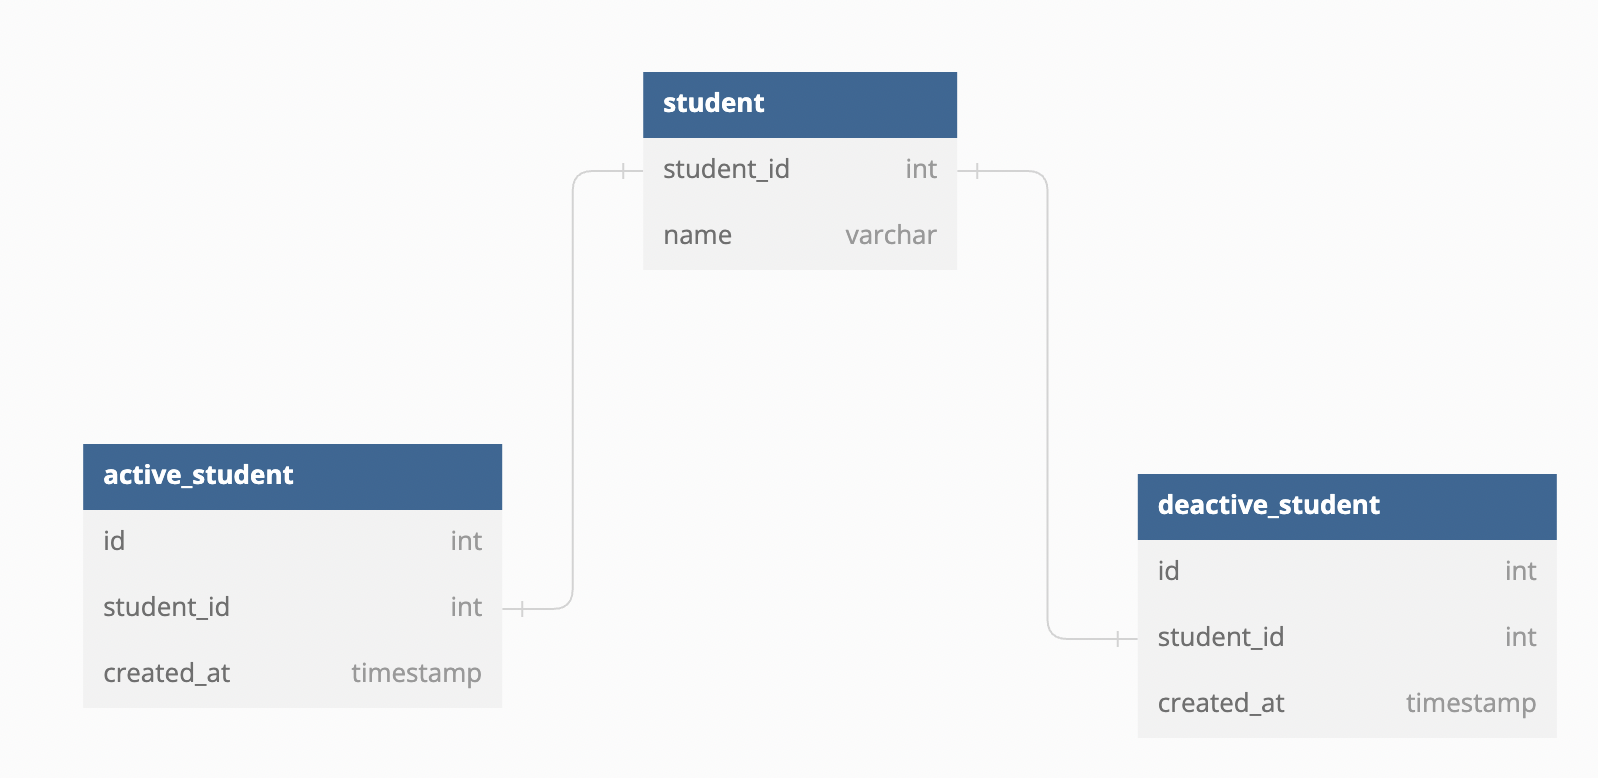 student
student_id int
name varchar
active_student
id int
student_id int
created_at timestamp
deactive_student
id int
student_id int
created_at timestamp